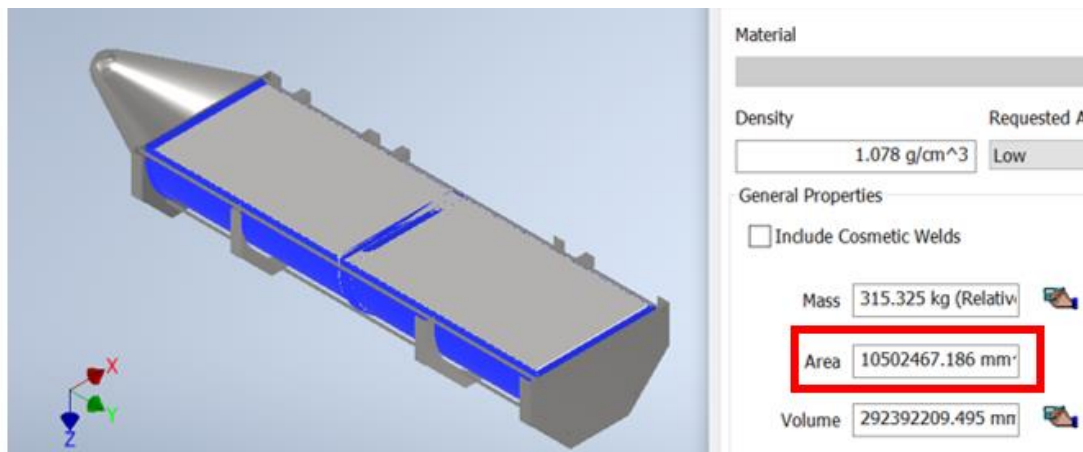 Material
Density
Requested A
1.078 g/cm^3
Low
General Properties
Include Cosmetic Welds
Mass 315.325 kg (Relativ
Area 10502467.186 mm^
Volume 292392209.495 mm
X
Y
Z